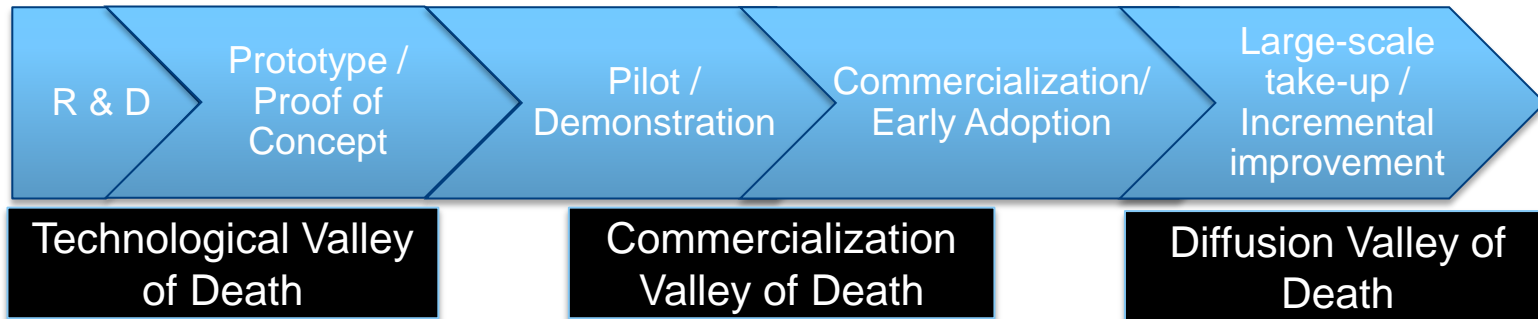 R & D
Prototype /
Proof of
Concept
Pilot /
Demonstration
Commercialization/
Early Adoption
Large-scale
take-up /
Incremental
improvement
Technological Valley
of Death
Commercialization
Valley of Death
Diffusion Valley of
Death